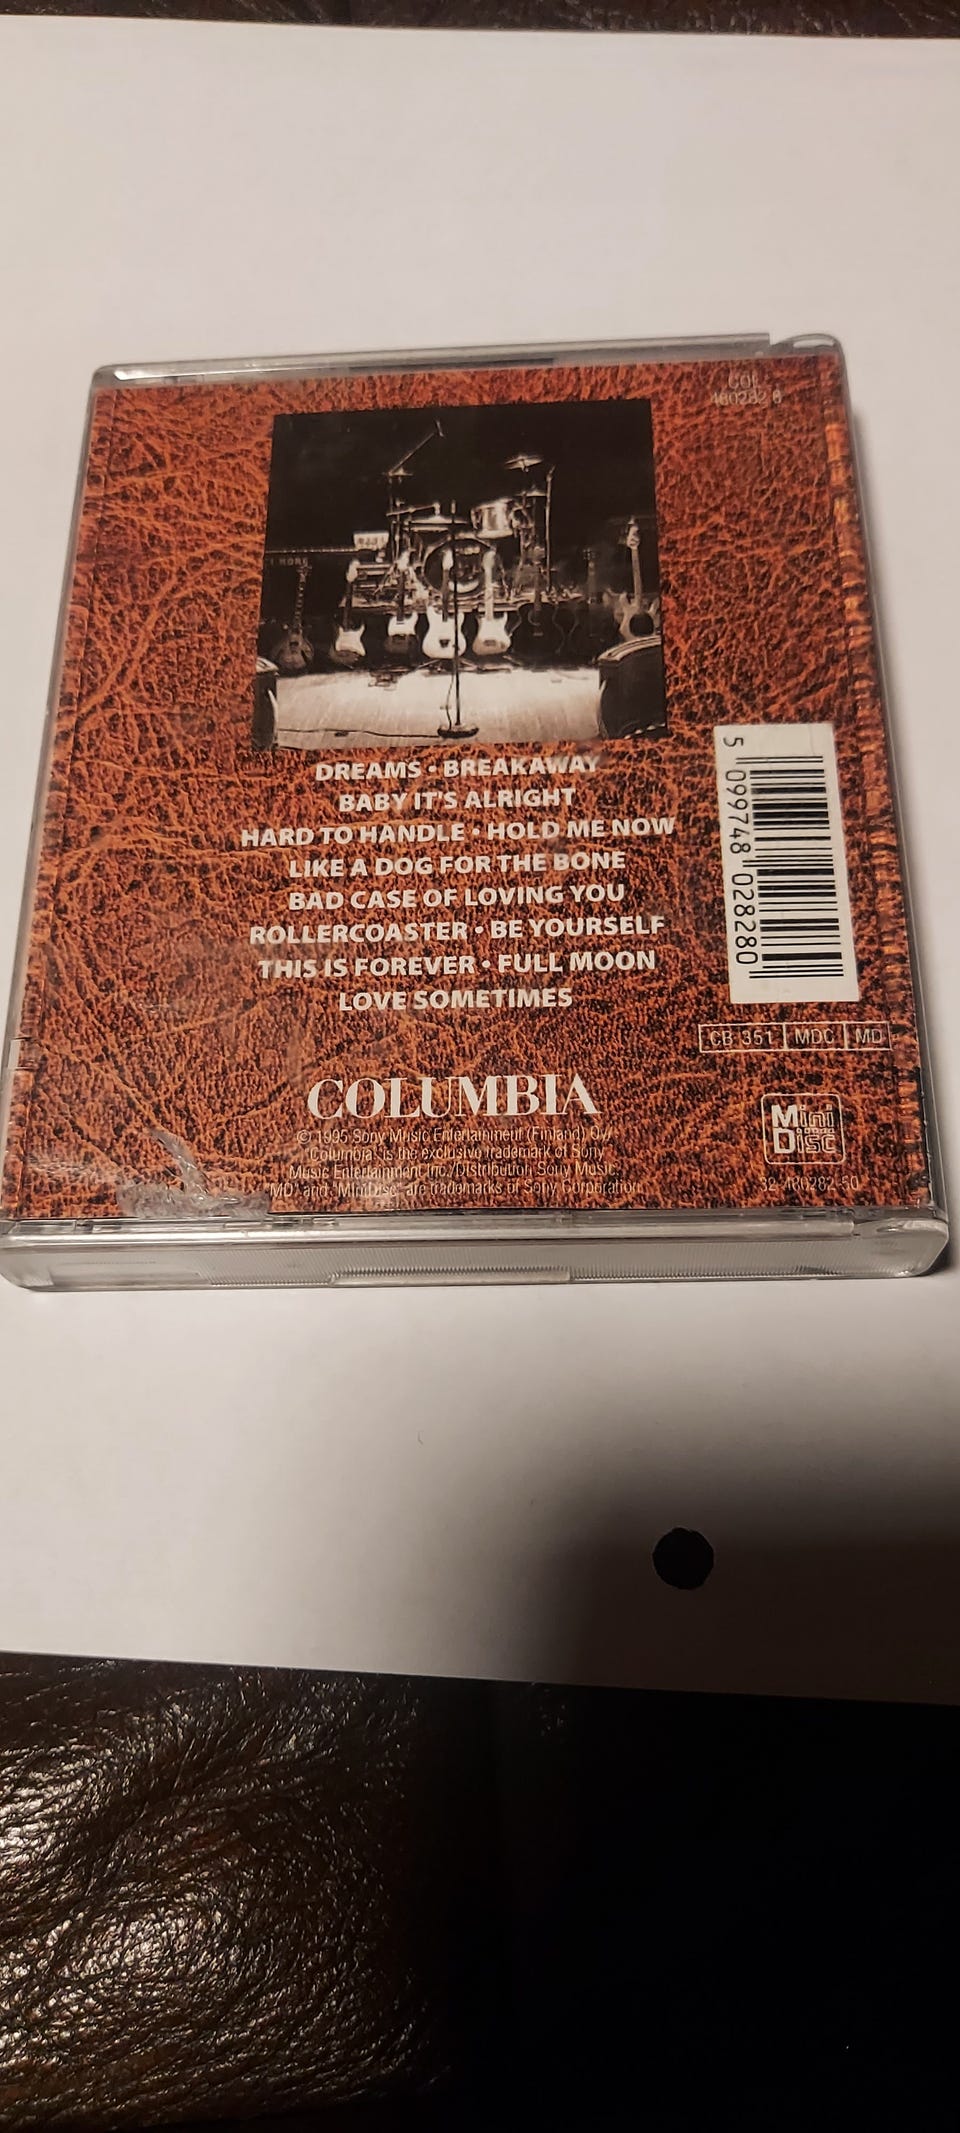 COL
480282 8
DREAMS • BREAKAWAY
BABY IT'S ALRIGHT
HARD TO HANDLE • HOLD ME NOW
LIKE A DOG FOR THE BONE
BAD CASE OF LOVING YOU
ROLLERCOASTER • BE YOURSELF
THIS IS FOREVER • FULL MOON
LOVE SOMETIMES
5 099748 028280
CB 351 MDC MD
COLUMBIA
© 1995 Sony Music Entertainment (Finland) Oy/
"Columbia" is the exclusive trademark of Sony
Music Entertainment Inc./Distribution Sony Music.
"MD" and "MiniDisc" are trademarks of Sony Corporation.
Mini
Disc
32-480282-50